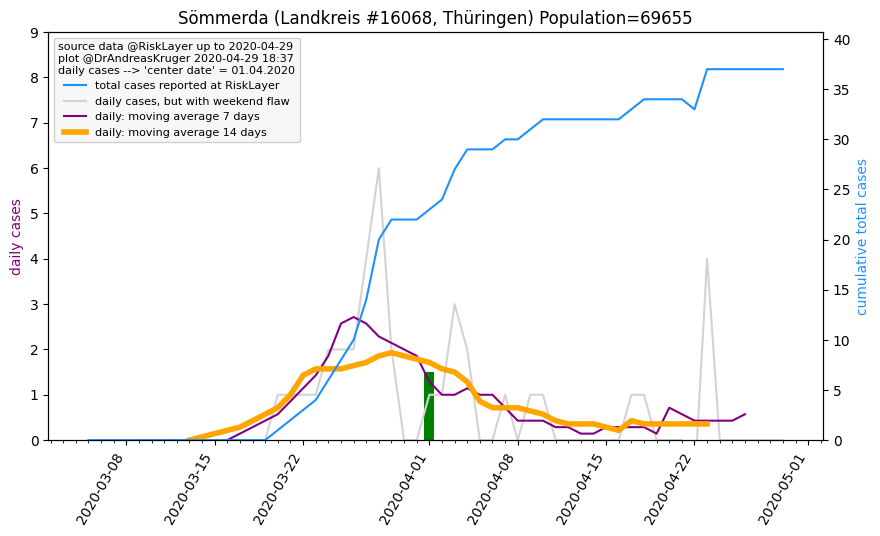 Sömmerda (Landkreis #16068, Thüringen) Population=69655
source data @RiskLayer up to 2020-04-29
plot @DrAndreasKruger 2020-04-29 18:37
daily cases --> 'center date' = 01.04.2020
total cases reported at RiskLayer
daily cases, but with weekend flaw
daily: moving average 7 days
daily: moving average 14 days
daily cases
9
8
7
6
5
4
3
2
1
0
cumulative total cases
40
35
30
25
20
15
10
5
0
2020-03-08
2020-03-15
2020-03-22
2020-04-01
2020-04-08
2020-04-15
2020-04-22
2020-05-01